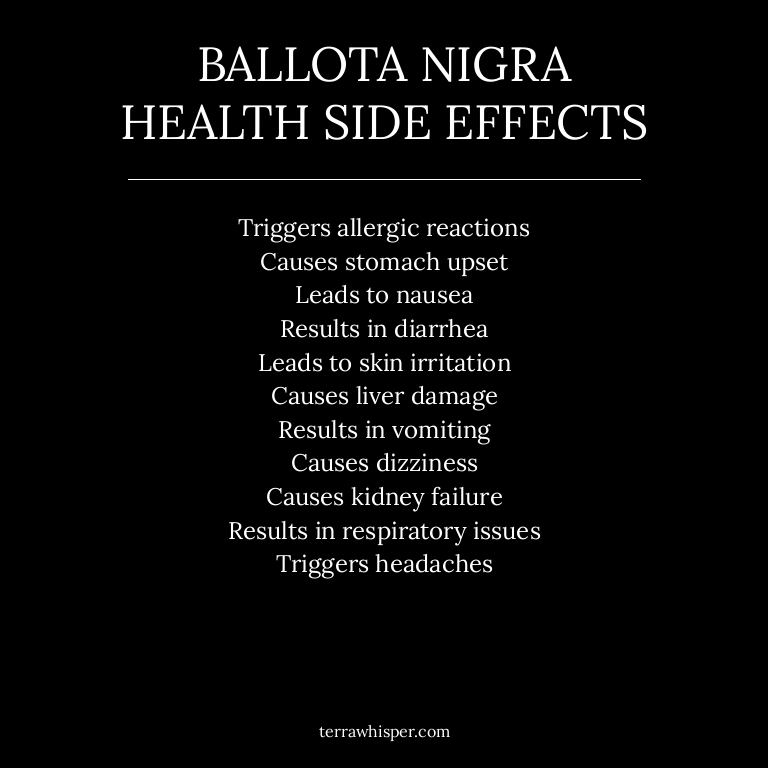 BALLOTA NIGRA
HEALTH SIDE EFFECTS
Triggers allergic reactions
Causes stomach upset
Leads to nausea
Results in diarrhea
Leads to skin irritation
Causes liver damage
Results in vomiting
Causes dizziness
Causes kidney failure
Results in respiratory issues
Triggers headaches
terrawhisper.com